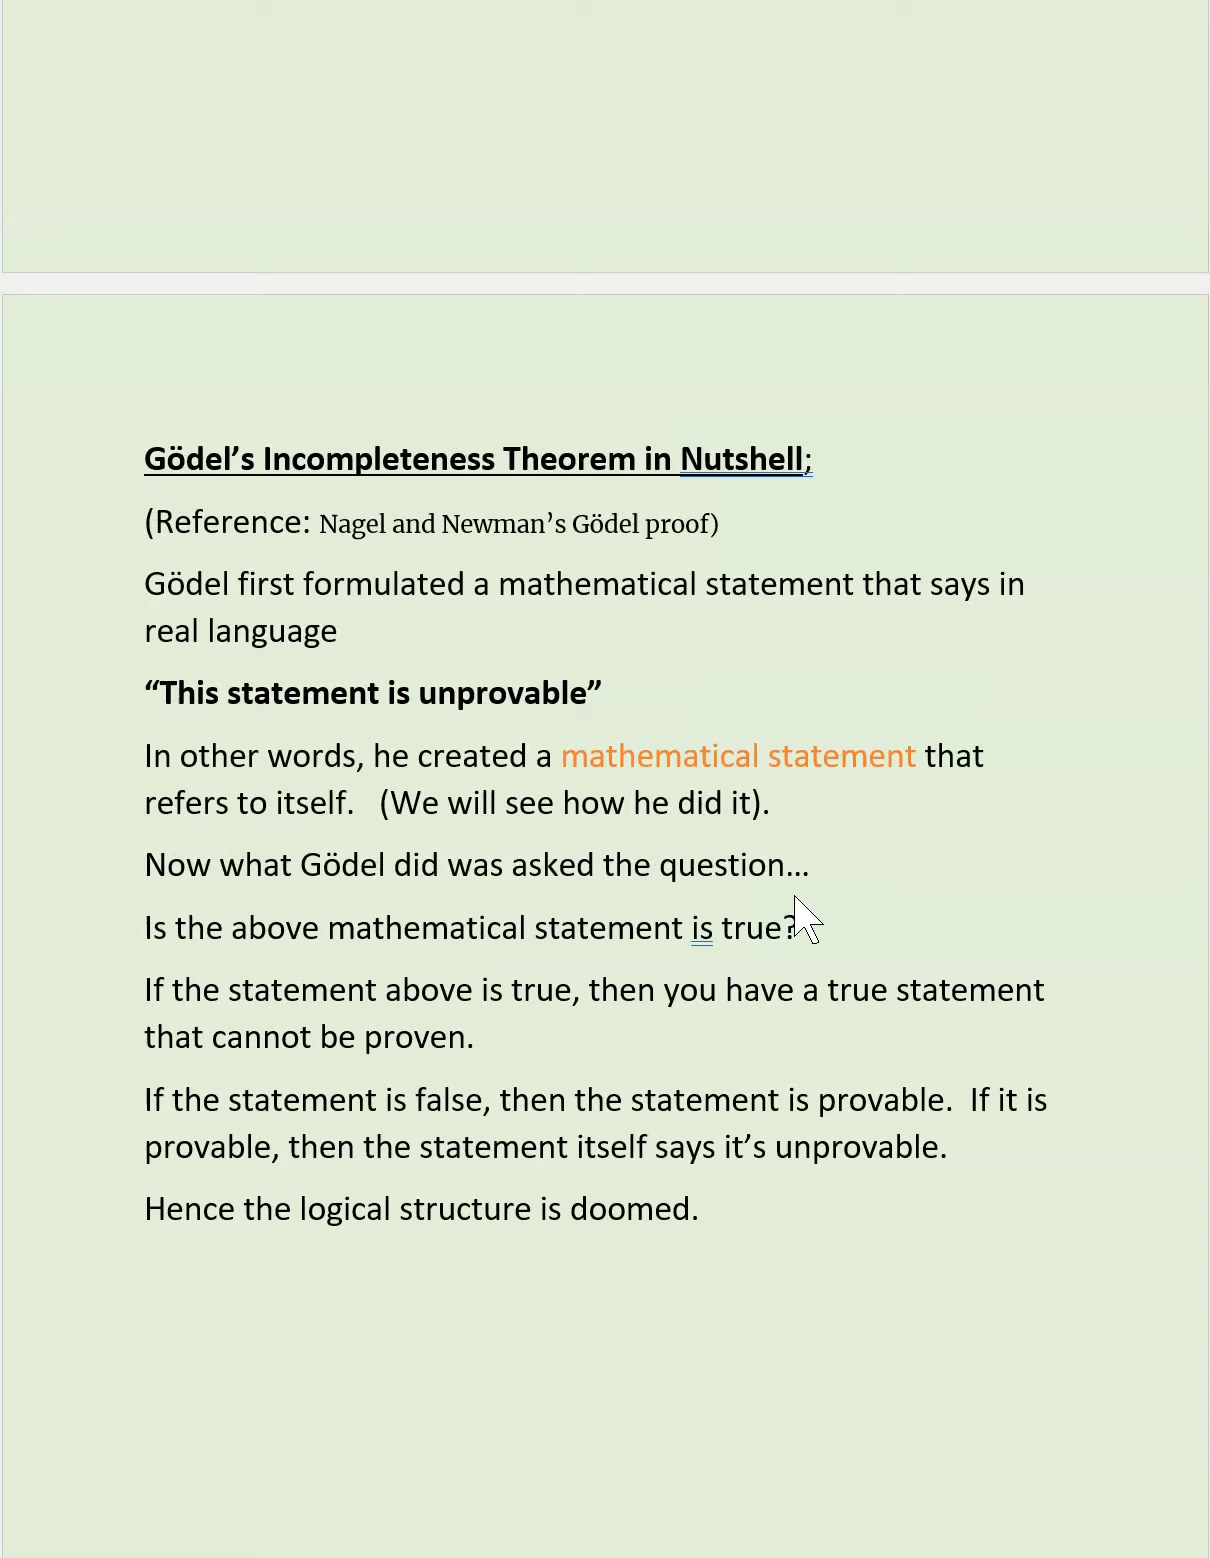 Gödel’s Incompleteness Theorem in Nutshell;
(Reference: Nagel and Newman’s Gödel proof)
Gödel first formulated a mathematical statement that says in
real language
“This statement is unprovable”
In other words, he created a mathematical statement that
refers to itself.   (We will see how he did it).
Now what Gödel did was asked the question…
Is the above mathematical statement is true?
If the statement above is true, then you have a true statement
that cannot be proven.
If the statement is false, then the statement is provable.  If it is
provable, then the statement itself says it’s unprovable.
Hence the logical structure is doomed.